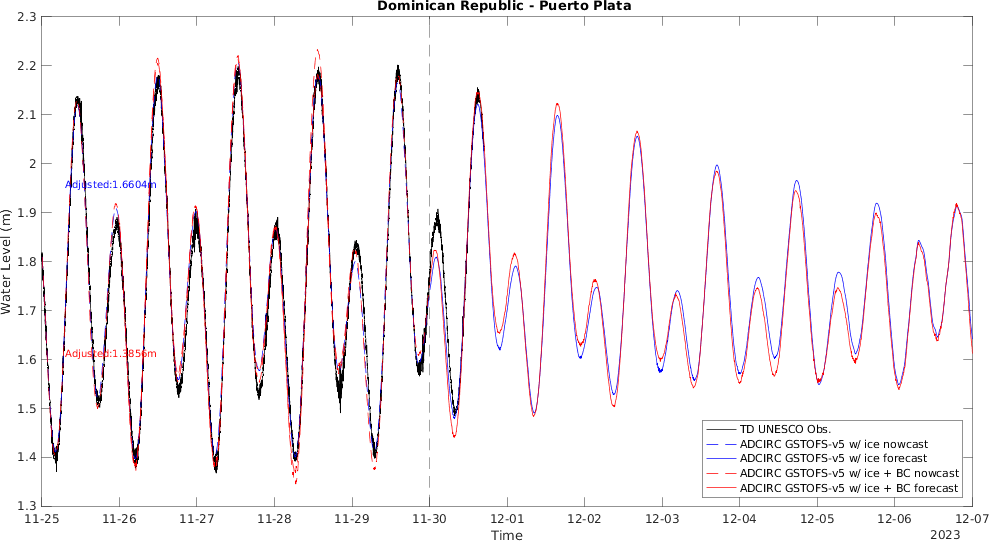 Dominican Republic - Puerto Plata
Water Level (m)
2.3
2.2
2.1
2
1.9
1.8
1.7
1.6
1.5
1.4
1.3
Adjusted:1.6604m
Adjusted:1.3856m
TD UNESCO Obs.
ADCIRC GSTOFS-v5 w/ ice nowcast
ADCIRC GSTOFS-v5 w/ ice forecast
ADCIRC GSTOFS-v5 w/ ice + BC nowcast
ADCIRC GSTOFS-v5 w/ ice + BC forecast
11-25 11-26 11-27 11-28 11-29 11-30 12-01 12-02 12-03 12-04 12-05 12-06 12-07
Time
2023